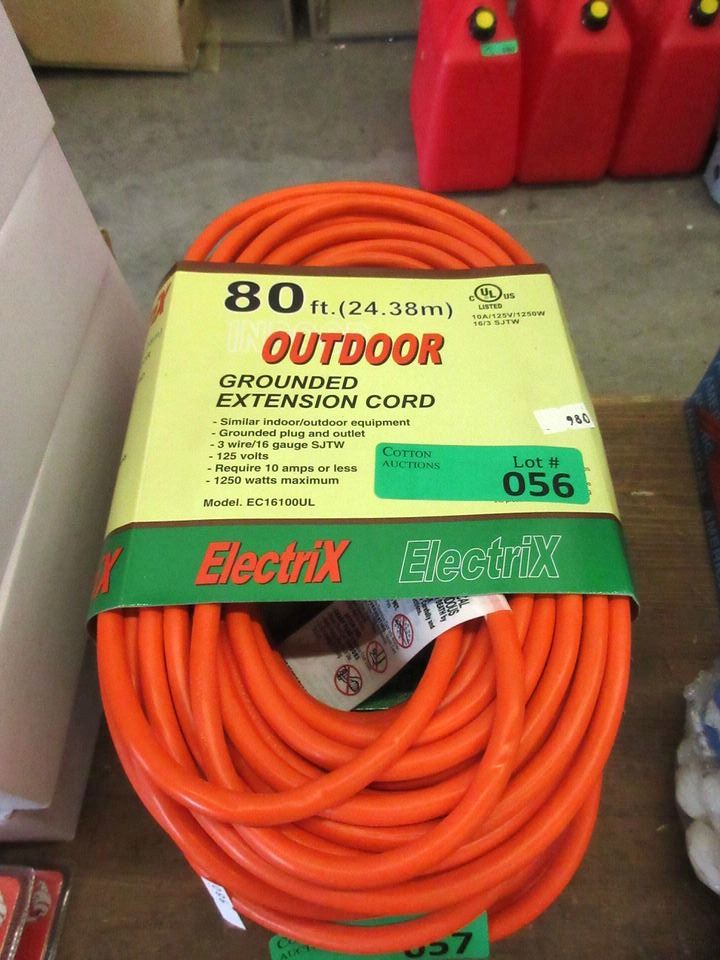 80 ft. (24.38m)
C UL US
LISTED
10A/125V/1250W
16/3 SJTW
INDOOR
OUTDOOR
GROUNDED
EXTENSION CORD
980
- Similar indoor/outdoor equipment
- Grounded plug and outlet
- 3 wire/16 gauge SJTW
- 125 volts
- Require 10 amps or less
- 1250 watts maximum
Model. EC16100UL
COTTON
AUCTIONS
Lot #
056
ElectriX ElectriX
057